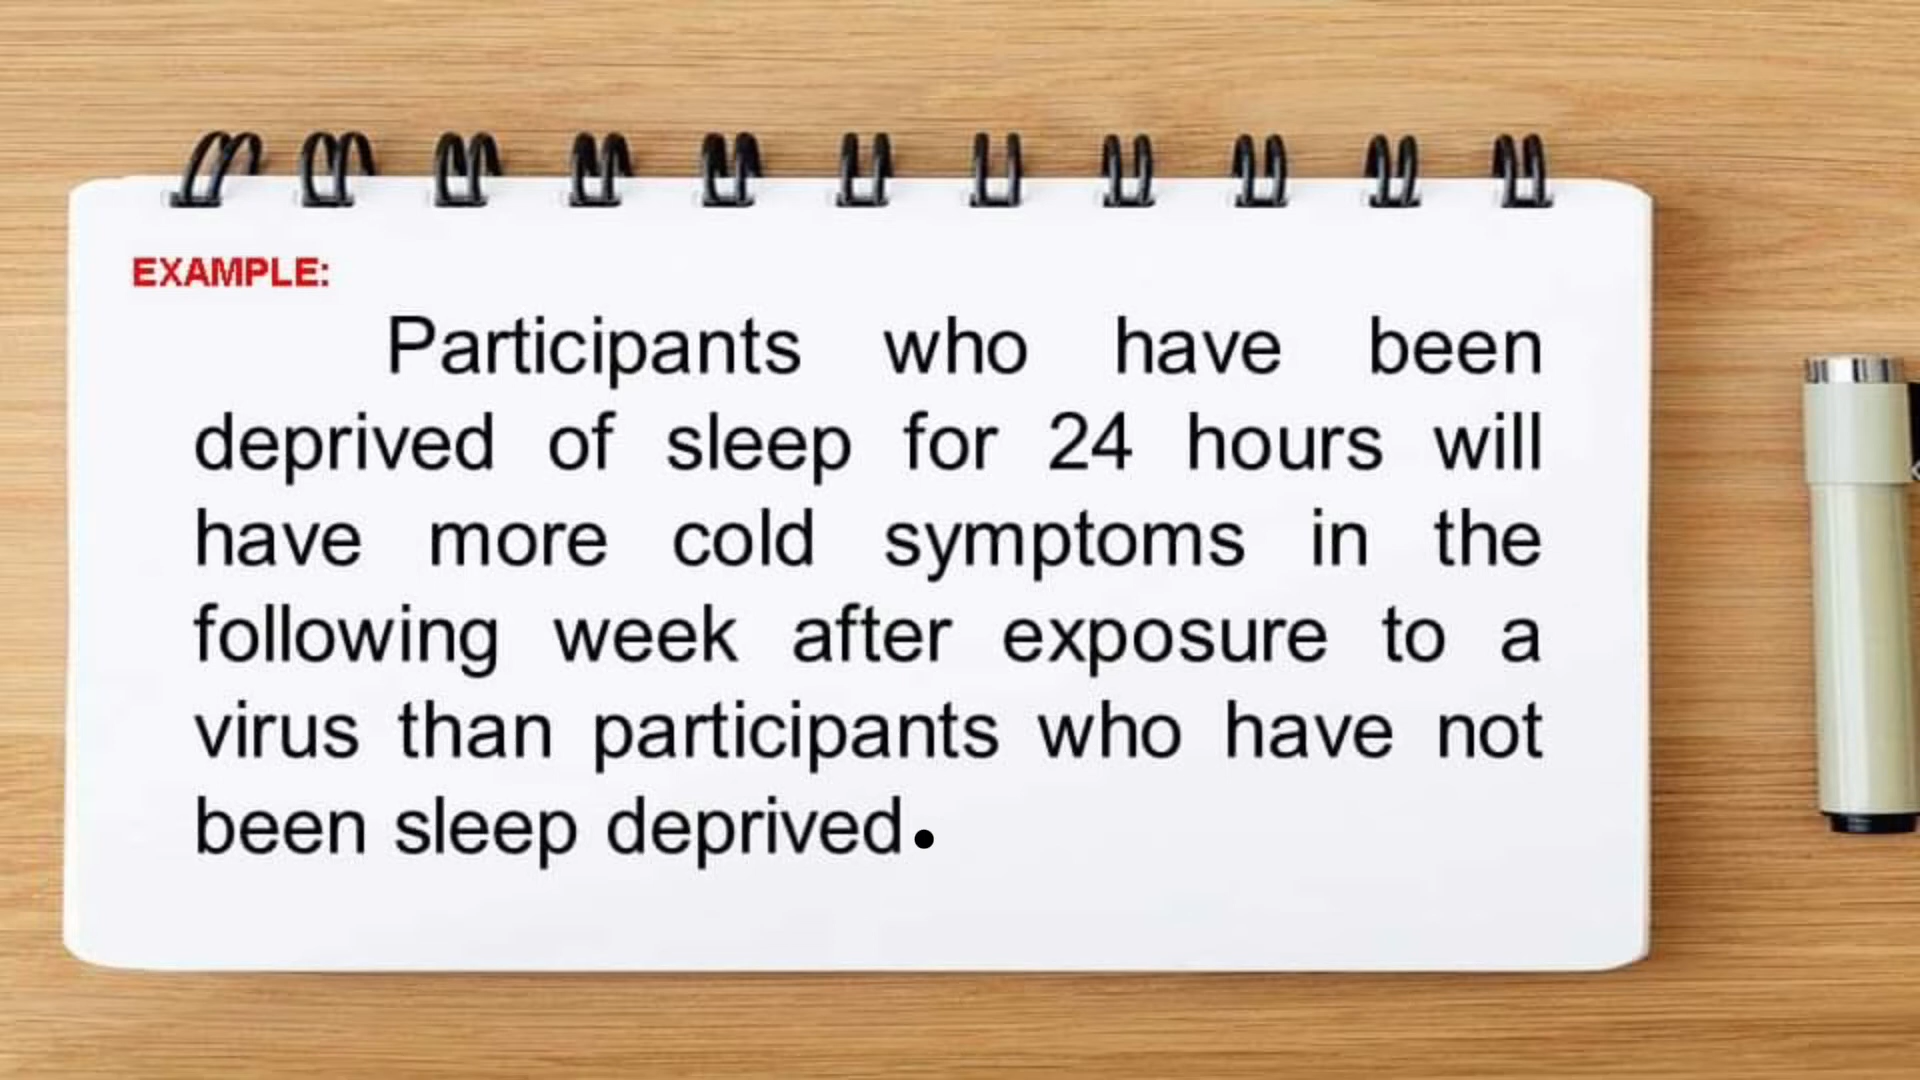 EXAMPLE:
Participants who have been
deprived of sleep for 24 hours will
have more cold symptoms in the
following week after exposure to a
virus than participants who have not
been sleep deprived.